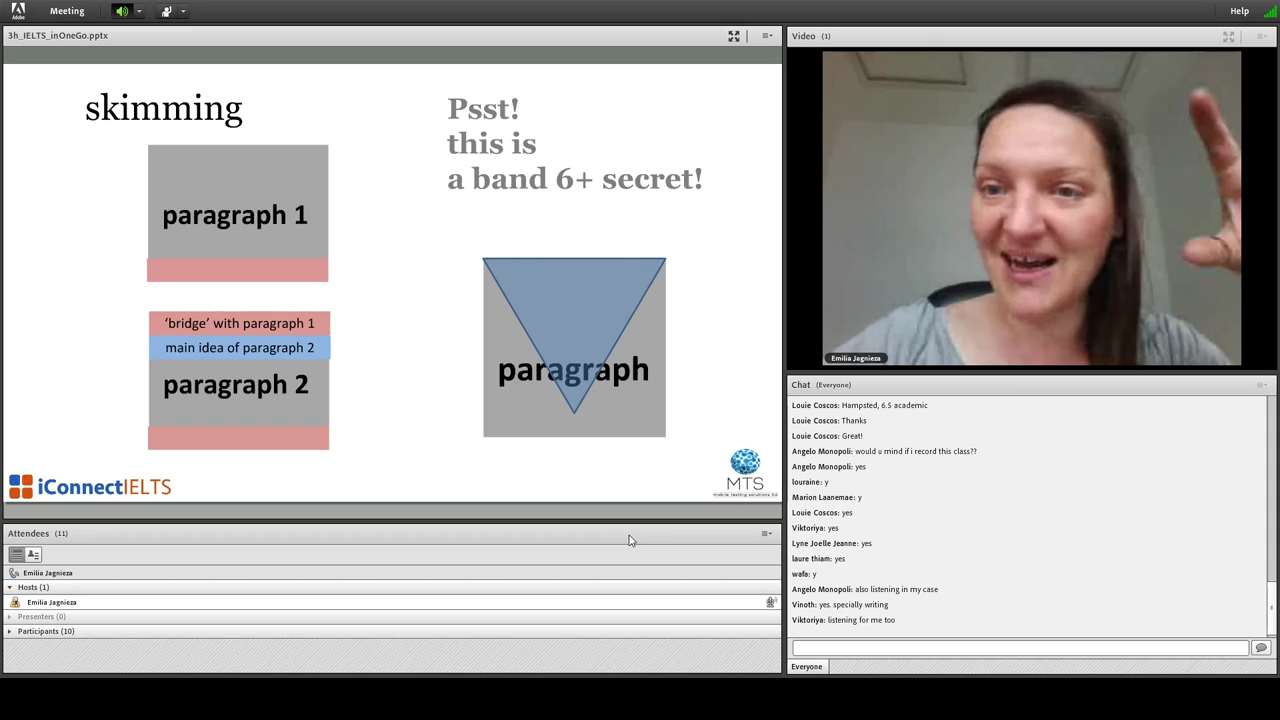 Adobe
Meeting
Help
3h_IELTS_inOneGo.pptx
skimming
paragraph 1
'bridge' with paragraph 1
main idea of paragraph 2
paragraph 2
Psst!
this is
a band 6+ secret!
paragraph
iConnectIELTS
MTS
mobile testing solutions ltd
Attendees (11)
Emilia Jagnieza
Hosts (1)
Emilia Jagnieza
Presenters (0)
Participants (10)
Video (1)
Emilia Jagnieza
Chat (Everyone)
Louie Coscos: Hampsted, 6.5 academic
Louie Coscos: Thanks
Louie Coscos: Great!
Angelo Monopoli: would u mind if i record this class??
Angelo Monopoli: yes
louraine: y
Marion Laanemae: y
Louie Coscos: yes
Viktoriya: yes
Lyne Joelle Jeanne: yes
laure thiam: yes
wafa: y
Angelo Monopoli: also listening in my case
Vinoth: yes. specially writing
Viktoriya: listening for me too
Everyone